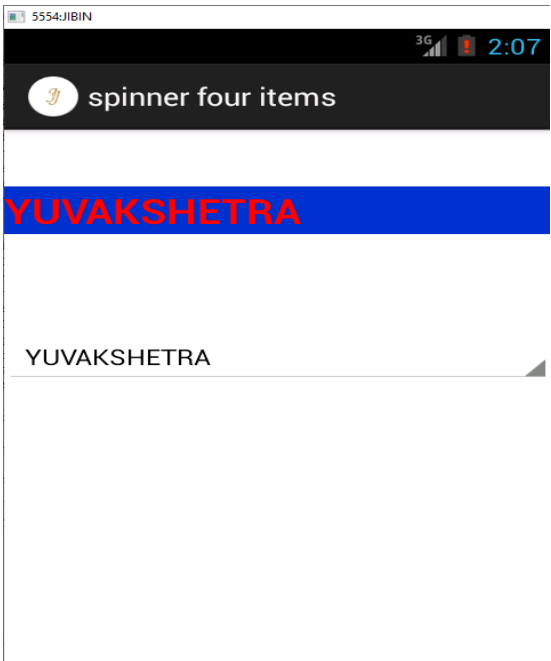 5554:JIBIN
3G 2:07
spinner four items
YUVAKSHETRA
YUVAKSHETRA